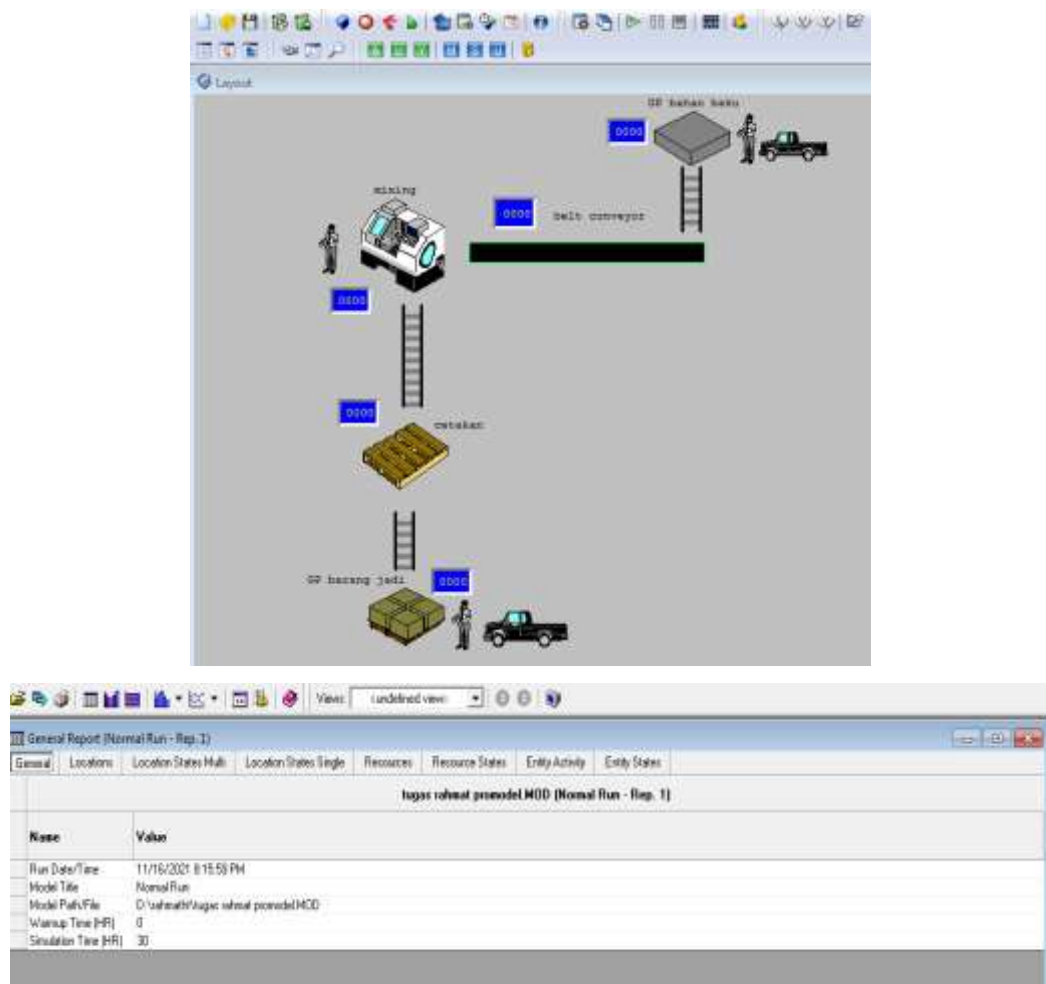 Layout
GP bahan baku
0000
mixing
0000
belt conveyor
0000
0000
cetakan
GP barang jadi
0000
Views: (undefined view)
General Report (Normal Run - Rep. 1)
General Locations Location States Multi Location States Single Resources Resource States Entity Activity Entity States
tugas rahmat promodel.MOD (Normal Run - Rep. 1)
Name Value
Run Date/Time 11/16/2021 8:15:59 PM
Model Title Normal Run
Model Path/File D:\rahmathi\tugas rahmat promodel.MOD
Warmup Time (HR) 0
Simulation Time (HR) 30